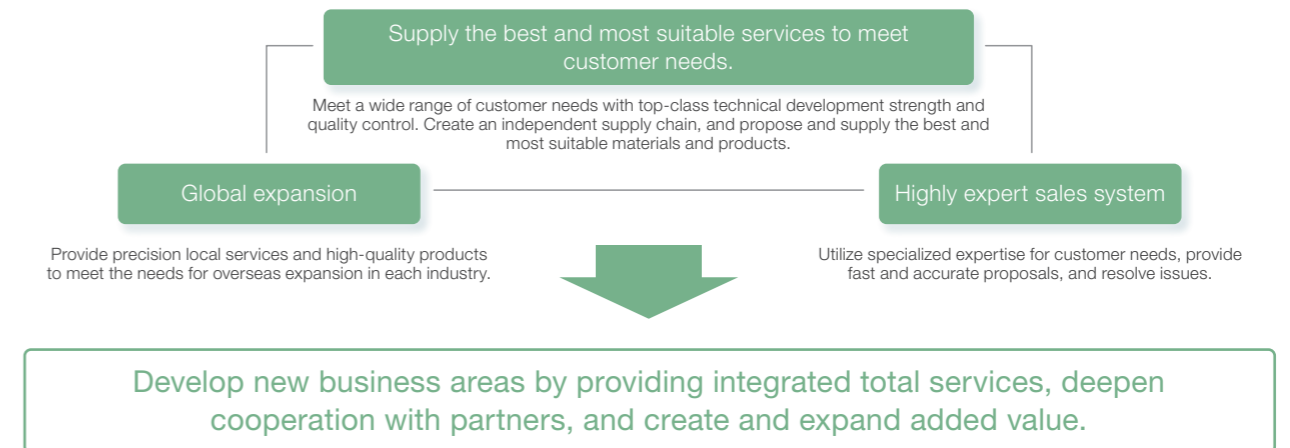 Supply the best and most suitable services to meet
customer needs.
Meet a wide range of customer needs with top-class technical development strength and
quality control. Create an independent supply chain, and propose and supply the best and
most suitable materials and products.
Global expansion
Provide precision local services and high-quality products
to meet the needs for overseas expansion in each industry.
Highly expert sales system
Utilize specialized expertise for customer needs, provide
fast and accurate proposals, and resolve issues.
Develop new business areas by providing integrated total services, deepen
cooperation with partners, and create and expand added value.